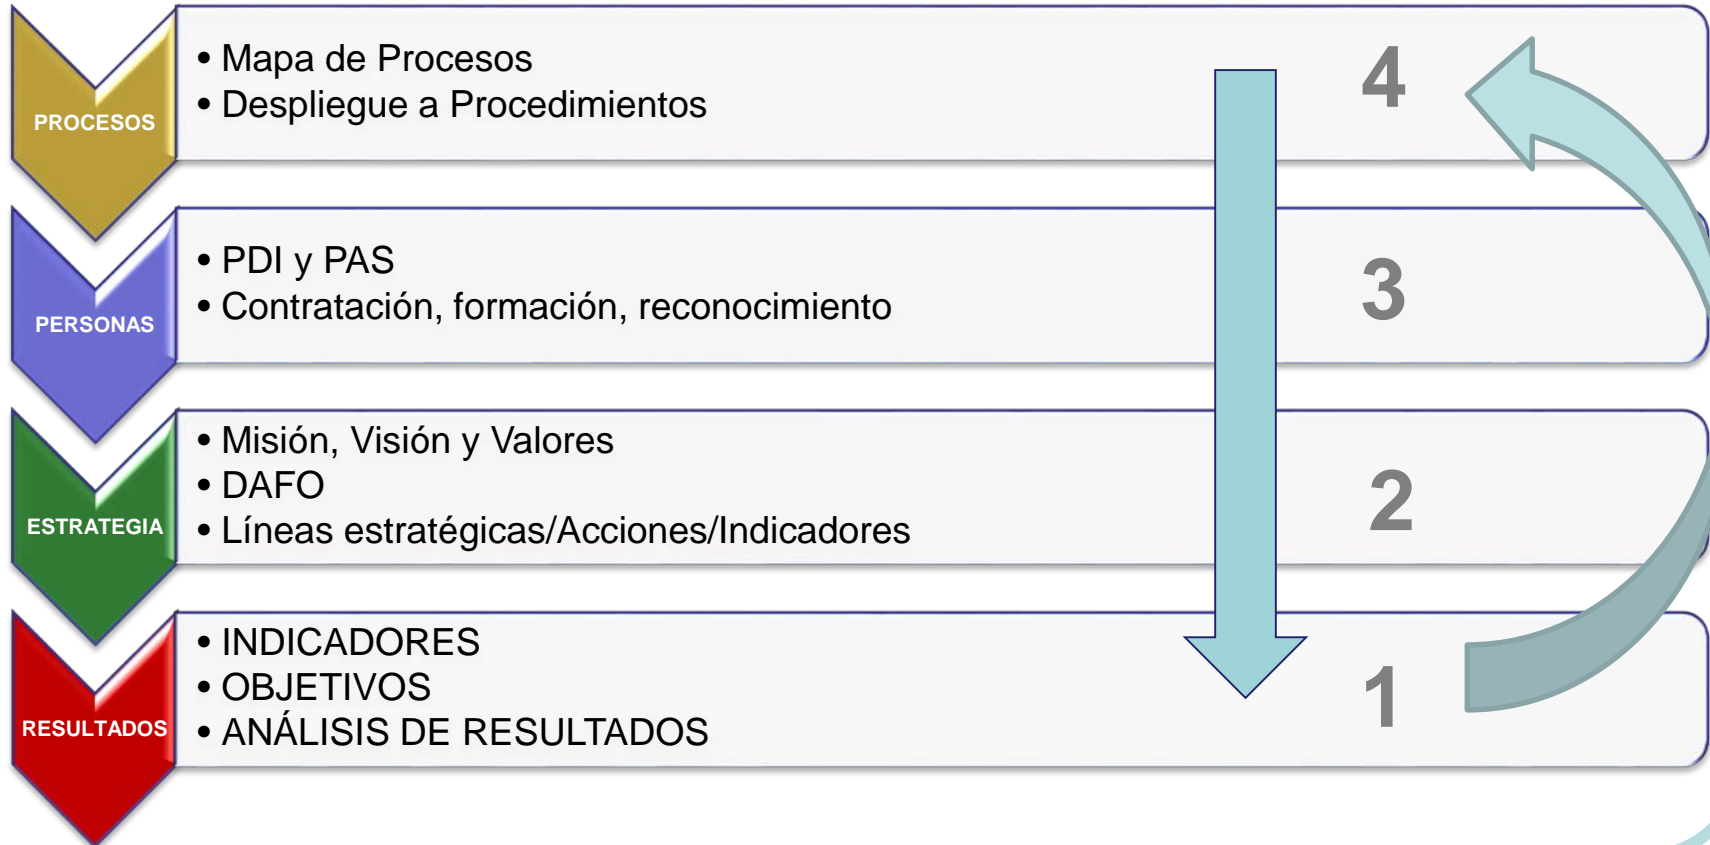 PROCESOS
• Mapa de Procesos
• Despliegue a Procedimientos
4
PERSONAS
• PDI y PAS
• Contratación, formación, reconocimiento
3
ESTRATEGIA
• Misión, Visión y Valores
• DAFO
• Líneas estratégicas/Acciones/Indicadores
2
RESULTADOS
• INDICADORES
• OBJETIVOS
• ANÁLISIS DE RESULTADOS
1